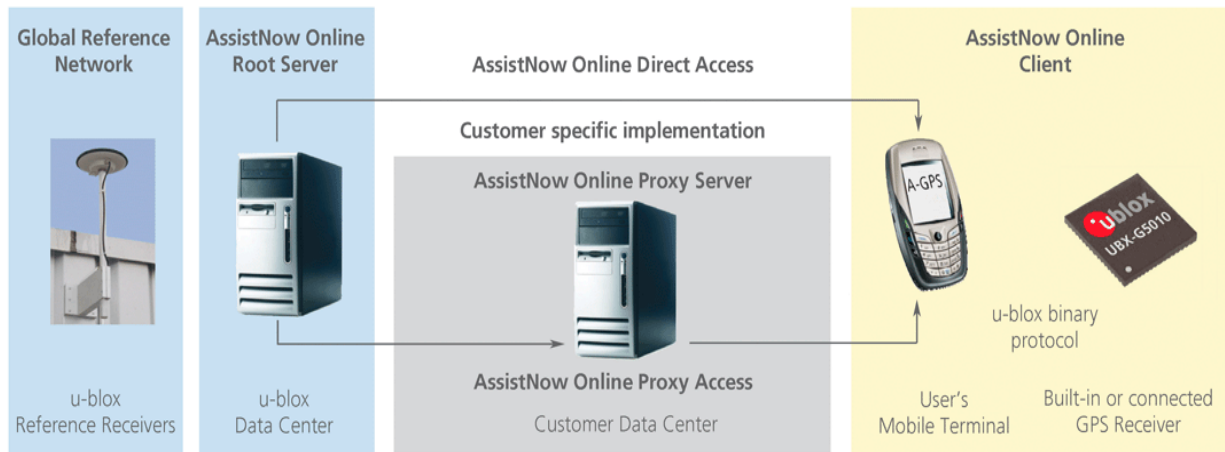 Global Reference
Network
u-blox
Reference Receivers
AssistNow Online
Root Server
u-blox
Data Center
AssistNow Online Direct Access
Customer specific implementation
AssistNow Online Proxy Server
AssistNow Online Proxy Access
Customer Data Center
AssistNow Online
Client
A-GPS
ublox
UBX-G5010
u-blox binary
protocol
User's
Mobile Terminal
Built-in or connected
GPS Receiver